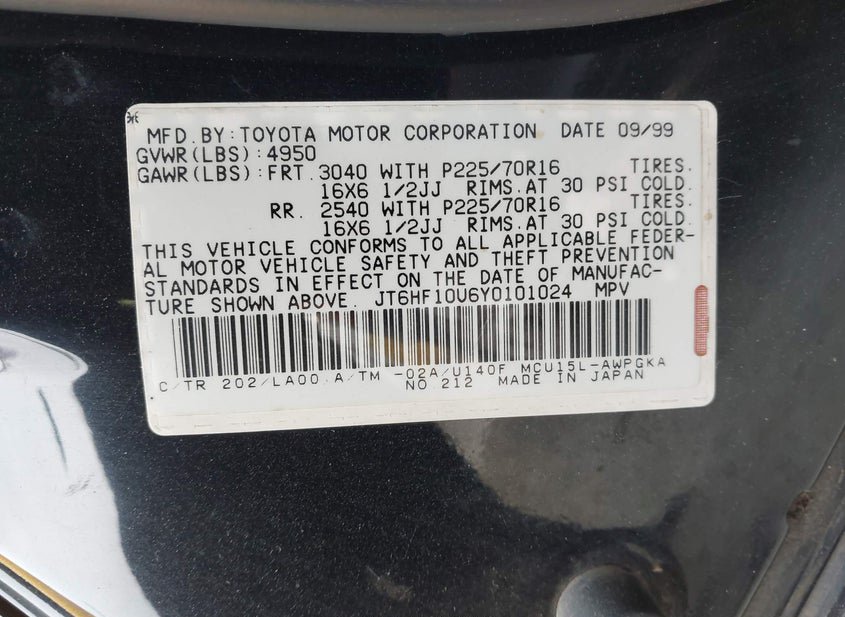 MFD.BY:TOYOTA MOTOR CORPORATION DATE 09/99
GVWR(LBS):4950
GAWR(LBS):FRT.3040 WITH P225/70R16 TIRES.
16X6 1/2JJ RIMS.AT 30 PSI COLD.
RR. 2540 WITH P225/70R16 TIRES.
16X6 1/2JJ RIMS.AT 30 PSI COLD.
THIS VEHICLE CONFORMS TO ALL APPLICABLE FEDER-
AL MOTOR VEHICLE SAFETY AND THEFT PREVENTION
STANDARDS IN EFFECT ON THE DATE OF MANUFAC-
TURE SHOWN ABOVE. JT6HF10U6Y0101024 MPV
C/TR 202/LA00 A/TM -02A/U140F MCU15L-AWPGKA
NO 212 MADE IN JAPAN